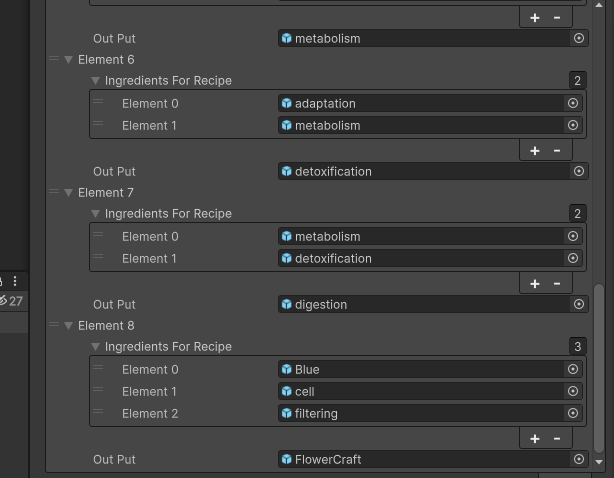 + -
Out Put metabolism
Element 6
Ingredients For Recipe 2
Element 0 adaptation
Element 1 metabolism
+ -
Out Put detoxification
Element 7
Ingredients For Recipe 2
Element 0 metabolism
Element 1 detoxification
+ -
27
Out Put digestion
Element 8
Ingredients For Recipe 3
Element 0 Blue
Element 1 cell
Element 2 filtering
+ -
Out Put FlowerCraft